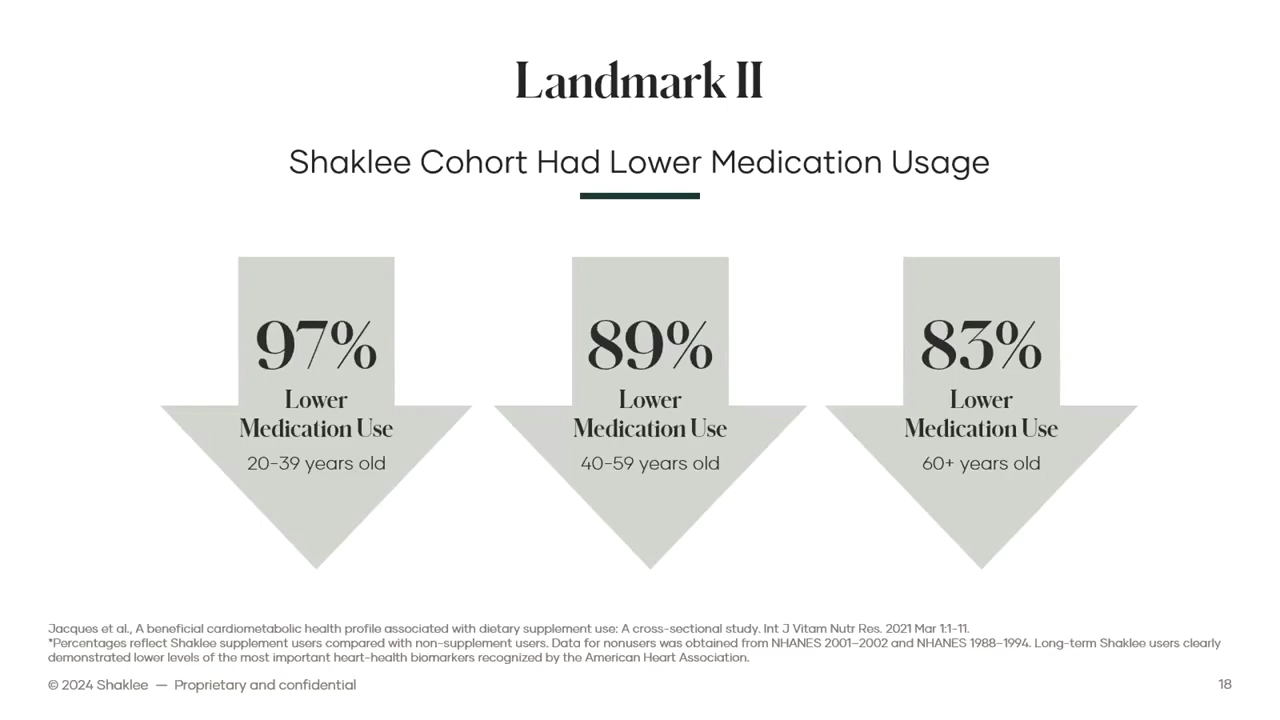 Landmark II
Shaklee Cohort Had Lower Medication Usage
97%
Lower
Medication Use
20-39 years old
89%
Lower
Medication Use
40-59 years old
83%
Lower
Medication Use
60+ years old
Jacques et al., A beneficial cardiometabolic health profile associated with dietary supplement use: A cross-sectional study. Int J Vitam Nutr Res. 2021 Mar 1:1-11.
*Percentages reflect Shaklee supplement users compared with non-supplement users. Data for nonusers was obtained from NHANES 2001–2002 and NHANES 1988–1994. Long-term Shaklee users clearly
demonstrated lower levels of the most important heart-health biomarkers recognized by the American Heart Association.
© 2024 Shaklee — Proprietary and confidential
18